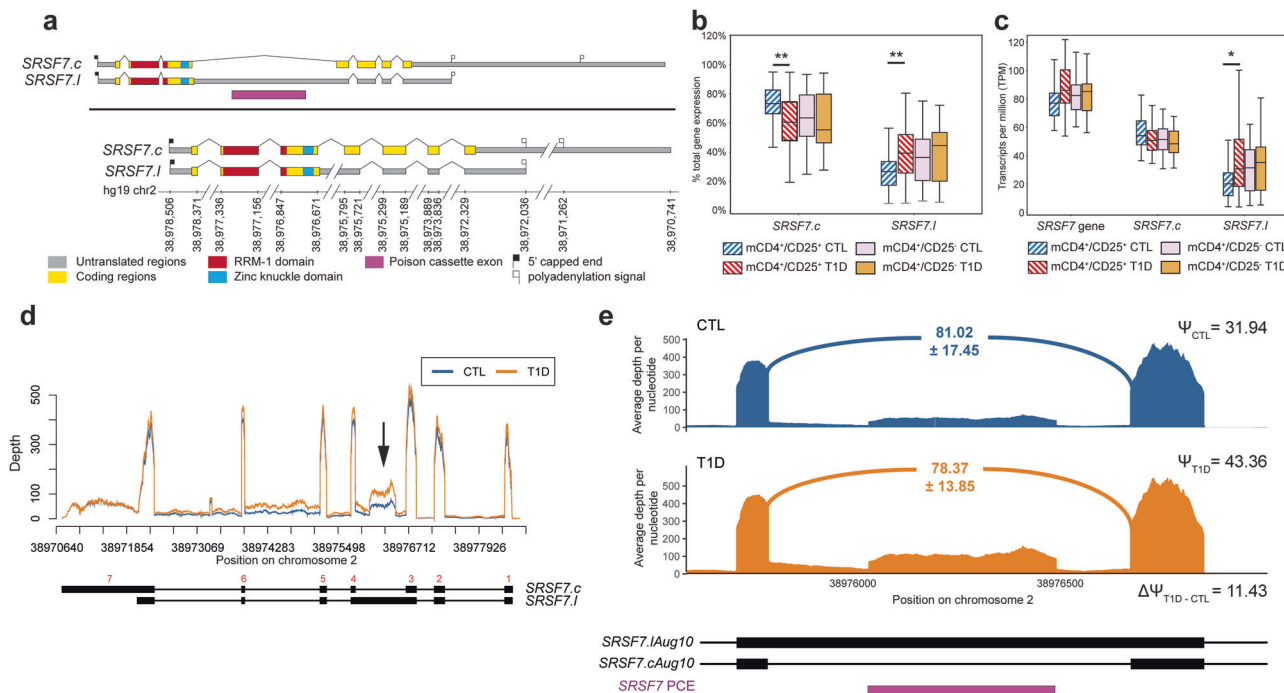 a
SRSF7.c
SRSF7.I
SRSF7.c
SRSF7.I
hg19 chr2
38,978,506
38,978,371
38,977,336
38,977,156
38,976,847
38,976,671
38,975,795
38,975,721
38,975,299
38,975,189
38,973,889
38,973,836
38,972,329
38,972,036
38,971,262
38,970,741
Untranslated regions
Coding regions
RRM-1 domain
Zinc knuckle domain
Poison cassette exon
5' capped end
polyadenylation signal
b
% total gene expression
120%
100%
80%
60%
40%
20%
0%
**
**
SRSF7.c
SRSF7.I
mCD4⁺/CD25⁺ CTL
mCD4⁺/CD25⁻ CTL
mCD4⁺/CD25⁺ T1D
mCD4⁺/CD25⁻ T1D
c
Transcripts per million (TPM)
120
100
80
60
40
20
0
*
SRSF7 gene
SRSF7.c
SRSF7.I
mCD4⁺/CD25⁺ CTL
mCD4⁺/CD25⁻ CTL
mCD4⁺/CD25⁺ T1D
mCD4⁺/CD25⁻ T1D
d
CTL
T1D
Depth
500
300
100
0
38970640
38971854
38973069
38974283
38975498
38976712
38977926
Position on chromosome 2
7
6
5
4
3
2
1
SRSF7.c
SRSF7.I
e
CTL
81.02
± 17.45
ΨCTL= 31.94
Average depth per
nucleotide
500
400
300
200
100
0
T1D
78.37
± 13.85
ΨT1D= 43.36
Average depth per
nucleotide
500
400
300
200
100
0
38976000
38976500
Position on chromosome 2
ΔΨT1D - CTL= 11.43
SRSF7.IAug10
SRSF7.cAug10
SRSF7 PCE